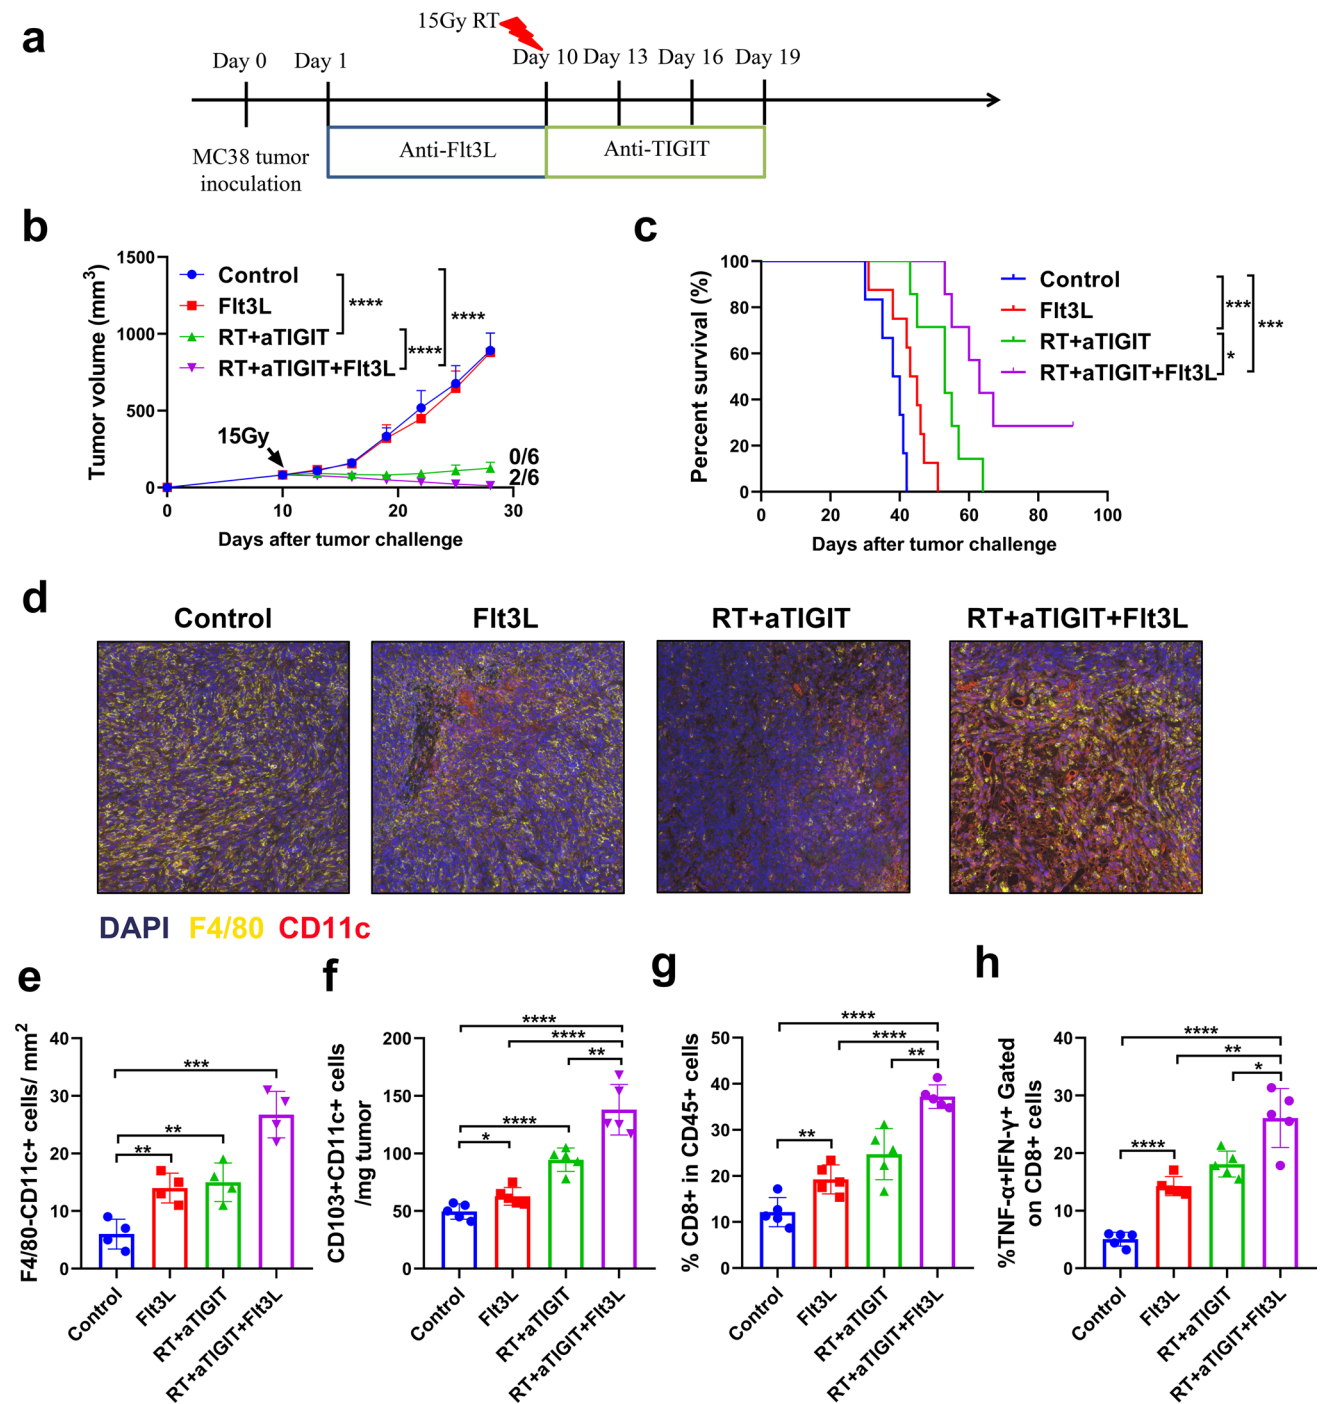 a
15Gy RT
Day 0 Day 1 Day 10 Day 13 Day 16 Day 19
MC38 tumor
inoculation
Anti-Flt3L
Anti-TIGIT
b
Tumor volume (mm³)
1500
1000
500
0
Control
Flt3L
RT+aTIGIT
RT+aTIGIT+Flt3L
****
****
****
15Gy
0/6
2/6
0 10 20 30
Days after tumor challenge
c
Percent survival (%)
100
80
60
40
20
0
Control
Flt3L
RT+aTIGIT
RT+aTIGIT+Flt3L
***
*
***
0 20 40 60 80 100
Days after tumor challenge
d
Control Flt3L RT+aTIGIT RT+aTIGIT+Flt3L
DAPI F4/80 CD11c
e
F4/80-CD11c+ cells/ mm²
40
30
20
10
0
***
**
**
Control Flt3L RT+aTIGIT RT+aTIGIT+Flt3L
f
CD103+CD11c+ cells
/mg tumor
200
150
100
50
0
****
****
**
****
*
Control Flt3L RT+aTIGIT RT+aTIGIT+Flt3L
g
% CD8+ in CD45+ cells
50
40
30
20
10
0
****
****
**
**
Control Flt3L RT+aTIGIT RT+aTIGIT+Flt3L
h
%TNF-α+IFN-γ+ Gated
on CD8+ cells
40
30
20
10
0
****
**
*
****
Control Flt3L RT+aTIGIT RT+aTIGIT+Flt3L